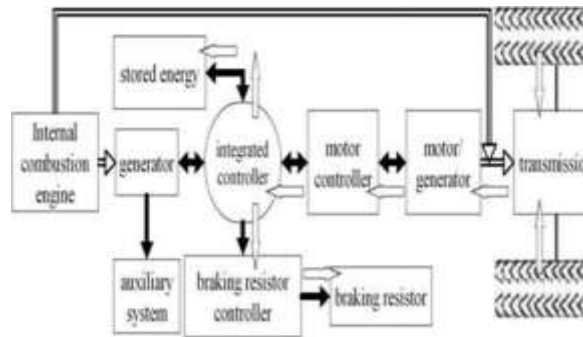 stored energy
Internal
combustion
engine
generator
integrated
controller
motor
controller
motor/
generator
transmission
auxiliary
system
braking resistor
controller
braking resistor